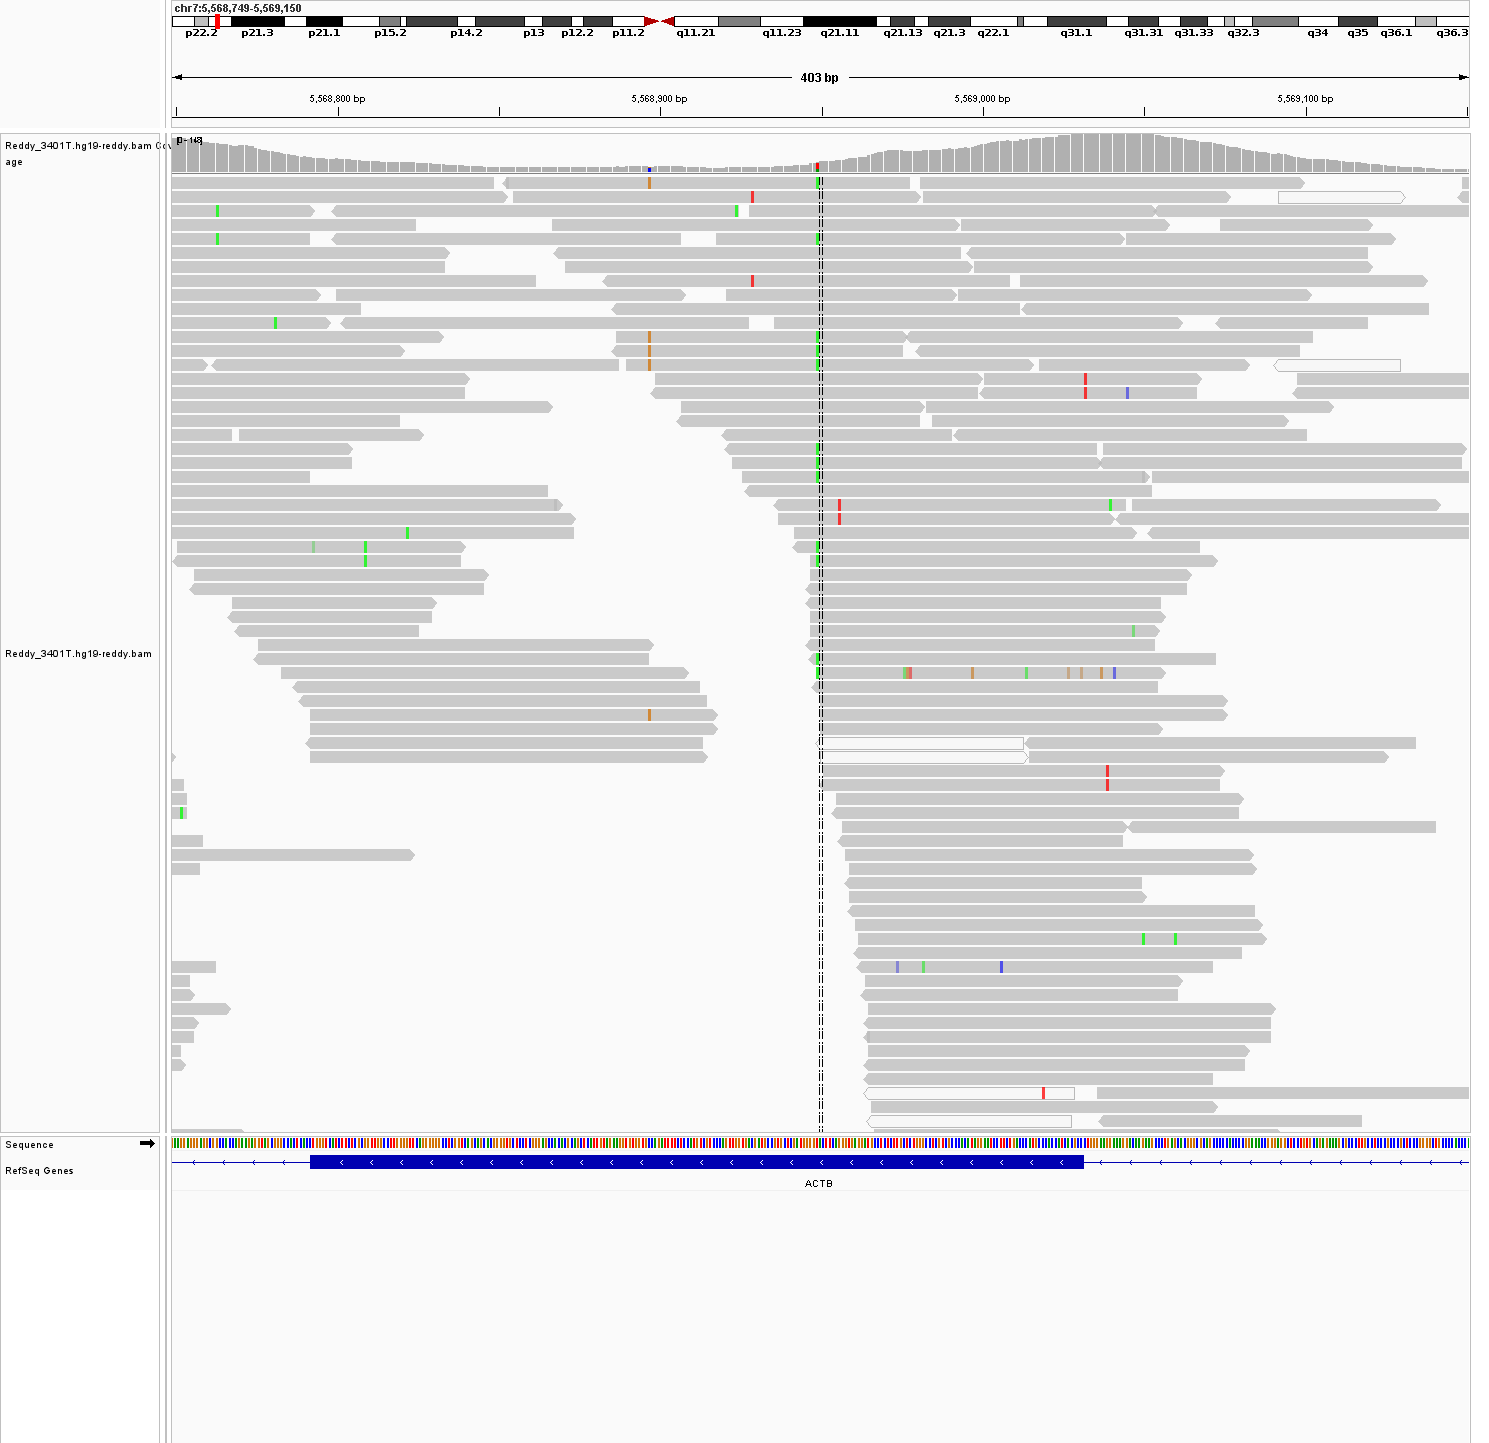 chr7:5,568,749-5,569,150
p22.2 p21.3 p21.1 p15.2 p14.2 p13 p12.2 p11.2 q11.21 q11.23 q21.11 q21.13 q21.3 q22.1 q31.1 q31.31 q31.33 q32.3 q34 q35 q36.1 q36.3
403 bp
5,568,800 bp 5,568,900 bp 5,569,000 bp 5,569,100 bp
Reddy_3401T.hg19-reddy.bam Cov
age
Reddy_3401T.hg19-reddy.bam
Sequence
RefSeq Genes
ACTB